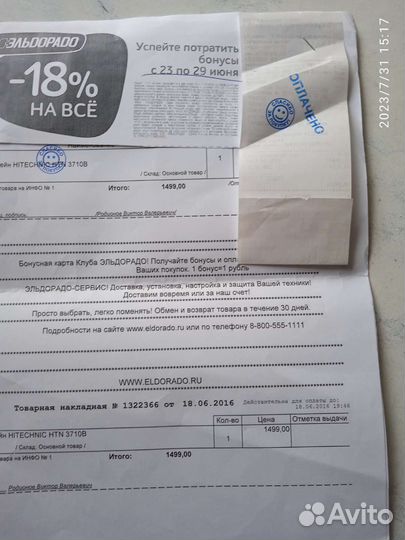 ЭЛЬДОРАДО
-18%
НА ВСЁ
Успейте потратить
бонусы
с 23 по 29 июня
2023/7/31 15:17
ОПЛАЧЕНО
СПАСИБО
ЗА ПОКУПКУ
ейн HITECHNIC HTN 3710B
1
/ Склад: Основной товар /
овара на ИНФО № 1 Итого: 1499,00
/Родионов Виктор Валерьевич/
Бонусная карта Клуба ЭЛЬДОРАДО! Получайте бонусы и опл
Ваших покупок. 1 бонус=1 рубль
ЭЛЬДОРАДО-СЕРВИС! Доставка, установка, настройка и защита Вашей техники!
Доставим вовремя или за наш счет!
Просто выбрать, легко поменять! Обмен и возврат товара в течение 30 дней.
Подробности на сайте www.eldorado.ru или по телефону 8-800-555-1111
WWW.ELDORADO.RU
Товарная накладная № 1322366 от 18.06.2016 Действительна для оплаты до:
18.06.2016 19:46
Кол-во Цена Отметка выдачи
ейн HITECHNIC HTN 3710B 1 1499,00
/ Склад: Основной товар /
овара на ИНФО № 1 Итого: 1499,00
Родионов Виктор Валерьевич/
Avito